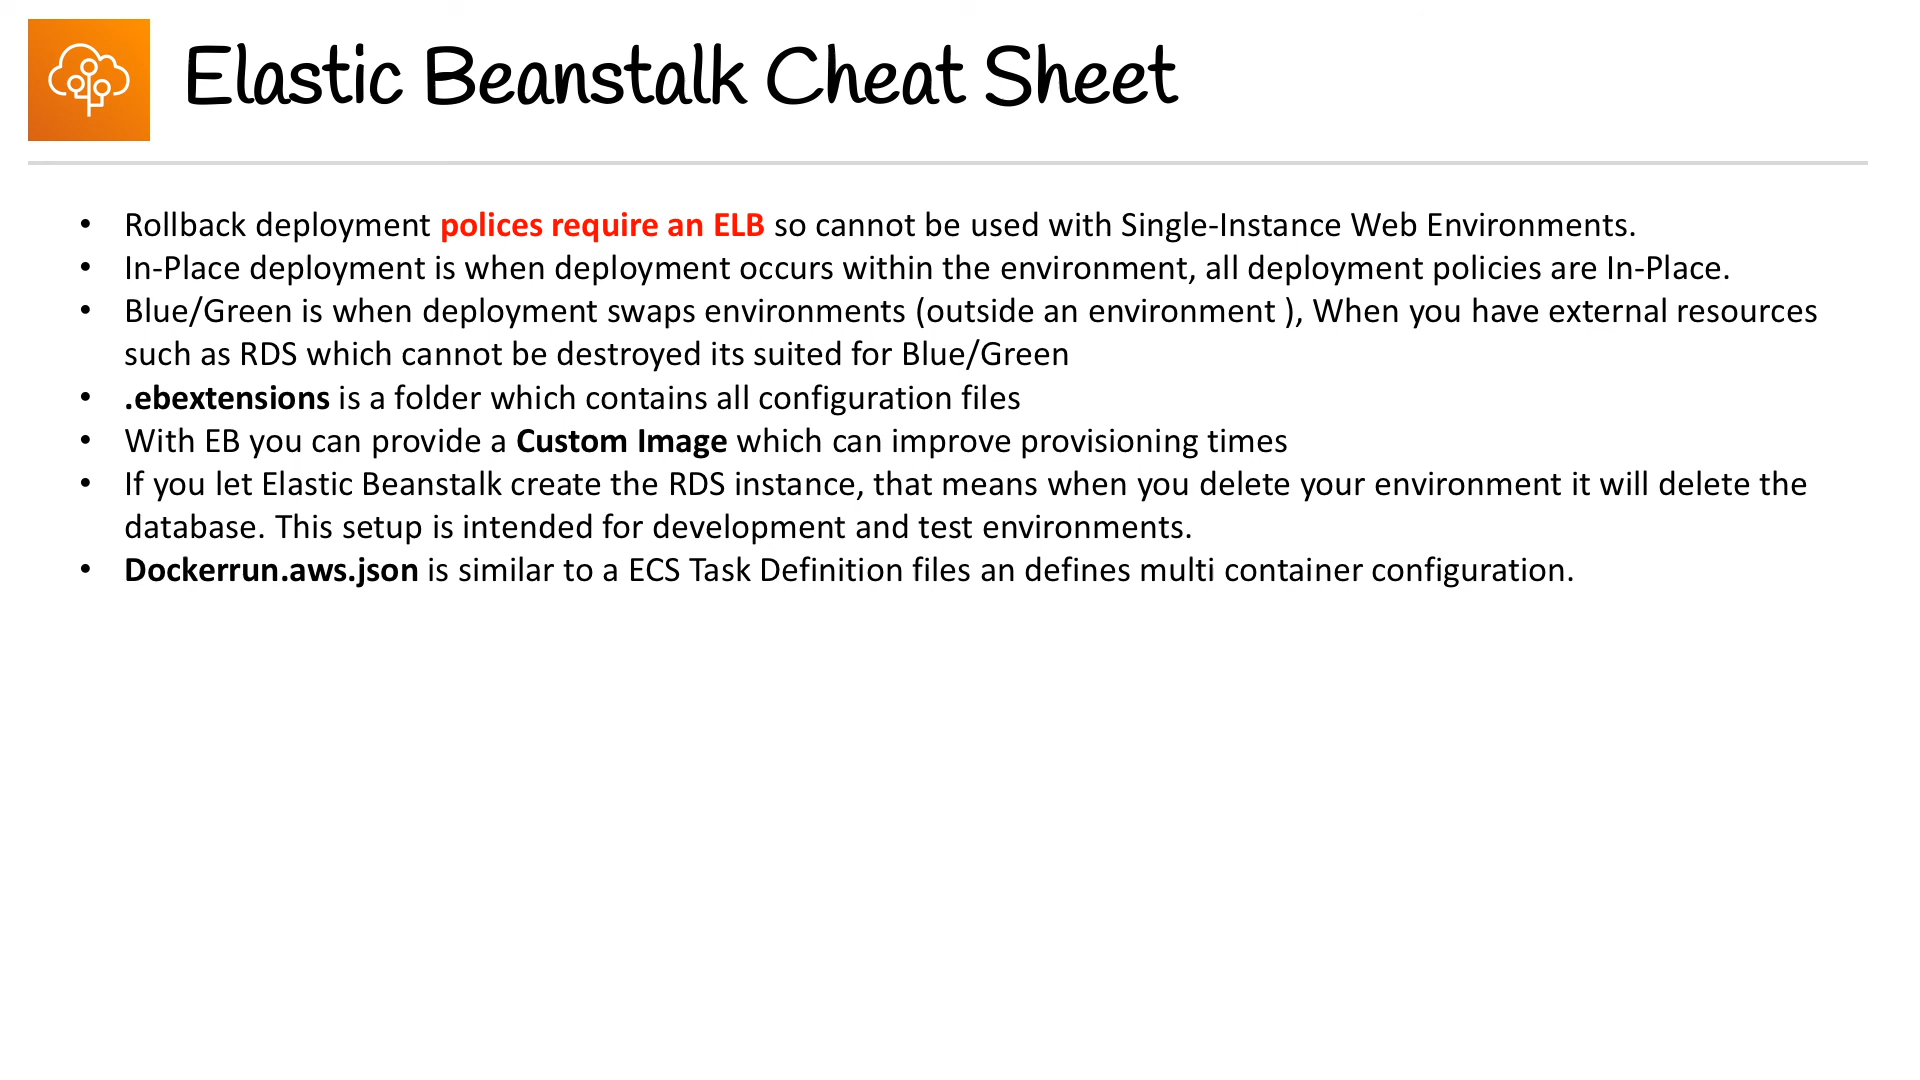 Elastic Beanstalk Cheat Sheet
• Rollback deployment polices require an ELB so cannot be used with Single-Instance Web Environments.
• In-Place deployment is when deployment occurs within the environment, all deployment policies are In-Place.
• Blue/Green is when deployment swaps environments (outside an environment ), When you have external resources
such as RDS which cannot be destroyed its suited for Blue/Green
• .ebextensions is a folder which contains all configuration files
• With EB you can provide a Custom Image which can improve provisioning times
• If you let Elastic Beanstalk create the RDS instance, that means when you delete your environment it will delete the
database. This setup is intended for development and test environments.
• Dockerrun.aws.json is similar to a ECS Task Definition files an defines multi container configuration.